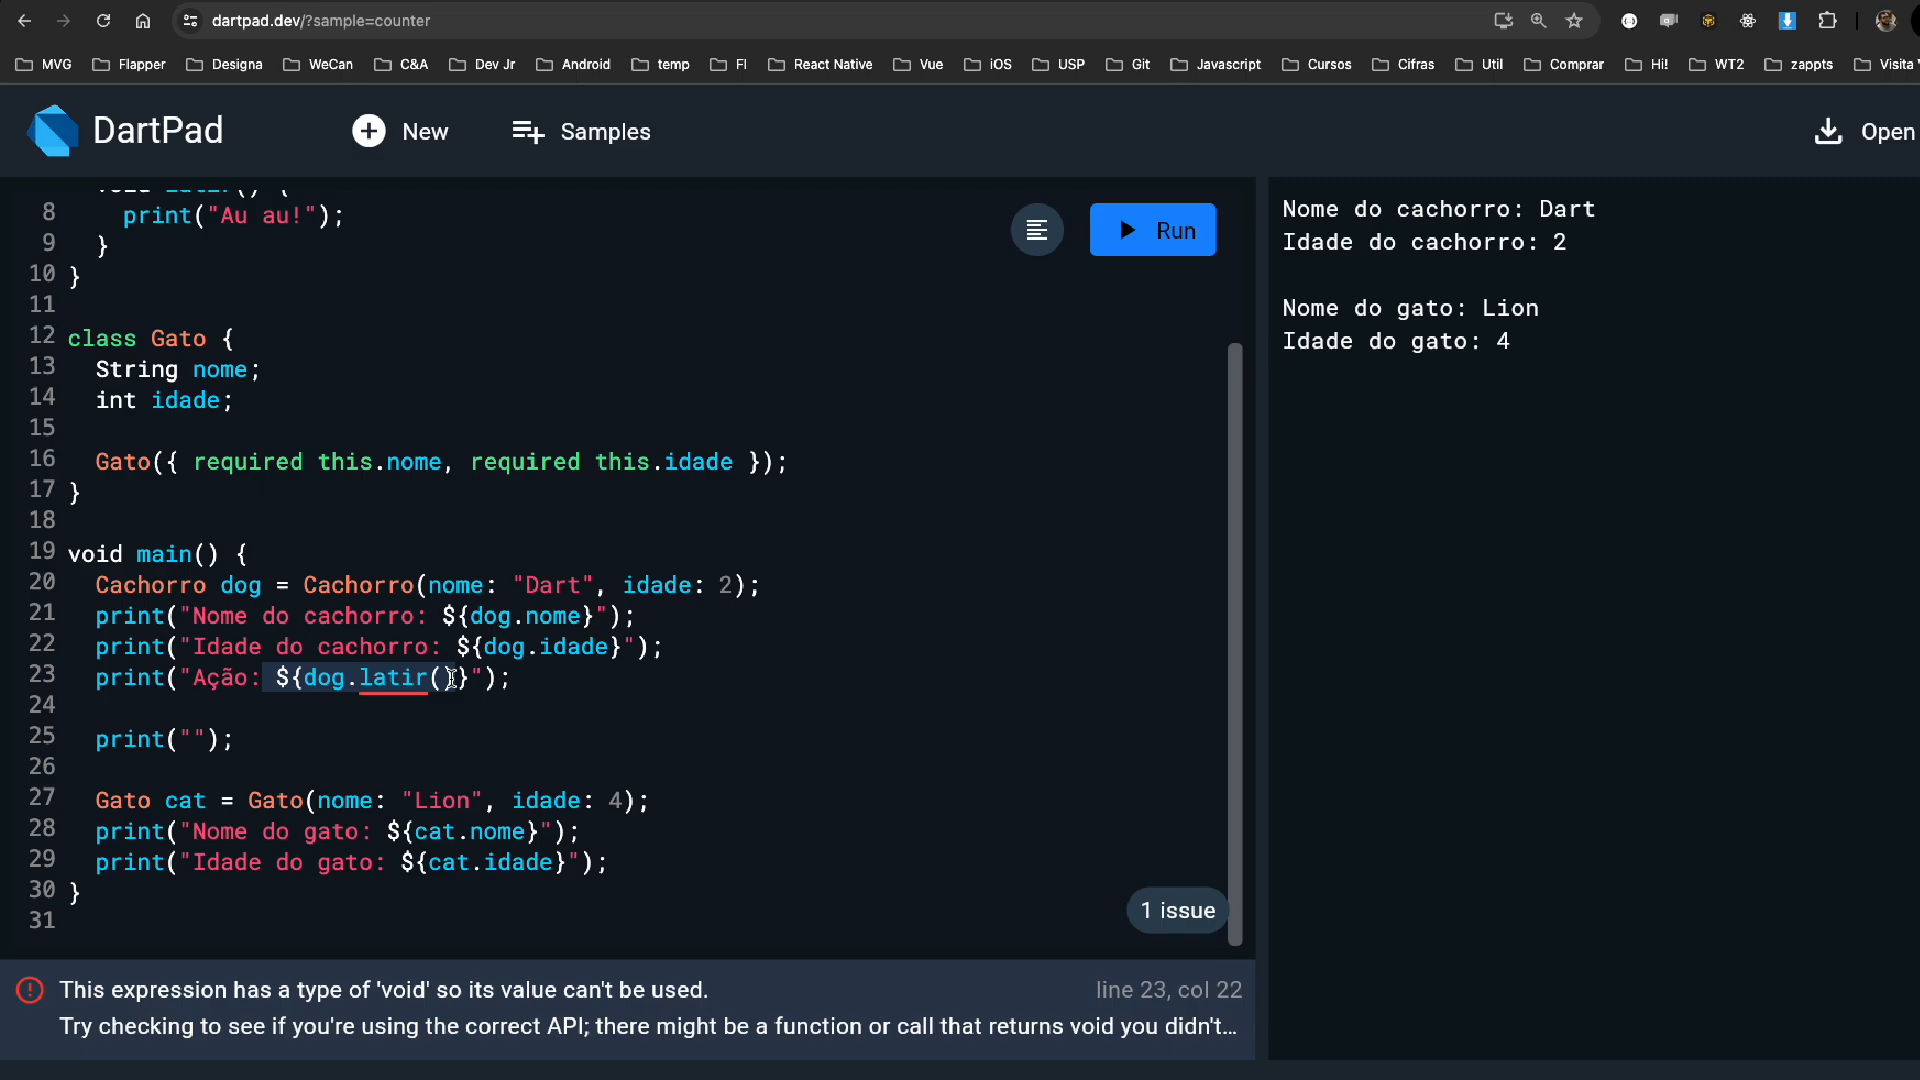 dartpad.dev/?sample=counter
MVG Flapper Designa WeCan C&A Dev Jr Android temp FI React Native Vue iOS USP Git Javascript Cursos Cifras Util Comprar Hi! WT2 zappts Visita
DartPad New Samples Open
8 print("Au au!");
9 }
10 }
11
12 class Gato {
13 String nome;
14 int idade;
15
16 Gato({ required this.nome, required this.idade });
17 }
18
19 void main() {
20 Cachorro dog = Cachorro(nome: "Dart", idade: 2);
21 print("Nome do cachorro: ${dog.nome}");
22 print("Idade do cachorro: ${dog.idade}");
23 print("Ação: ${dog.latir()}");
24
25 print("");
26
27 Gato cat = Gato(nome: "Lion", idade: 4);
28 print("Nome do gato: ${cat.nome}");
29 print("Idade do gato: ${cat.idade}");
30 }
31
Run
1 issue
This expression has a type of 'void' so its value can't be used. line 23, col 22
Try checking to see if you're using the correct API; there might be a function or call that returns void you didn't...
Nome do cachorro: Dart
Idade do cachorro: 2
Nome do gato: Lion
Idade do gato: 4